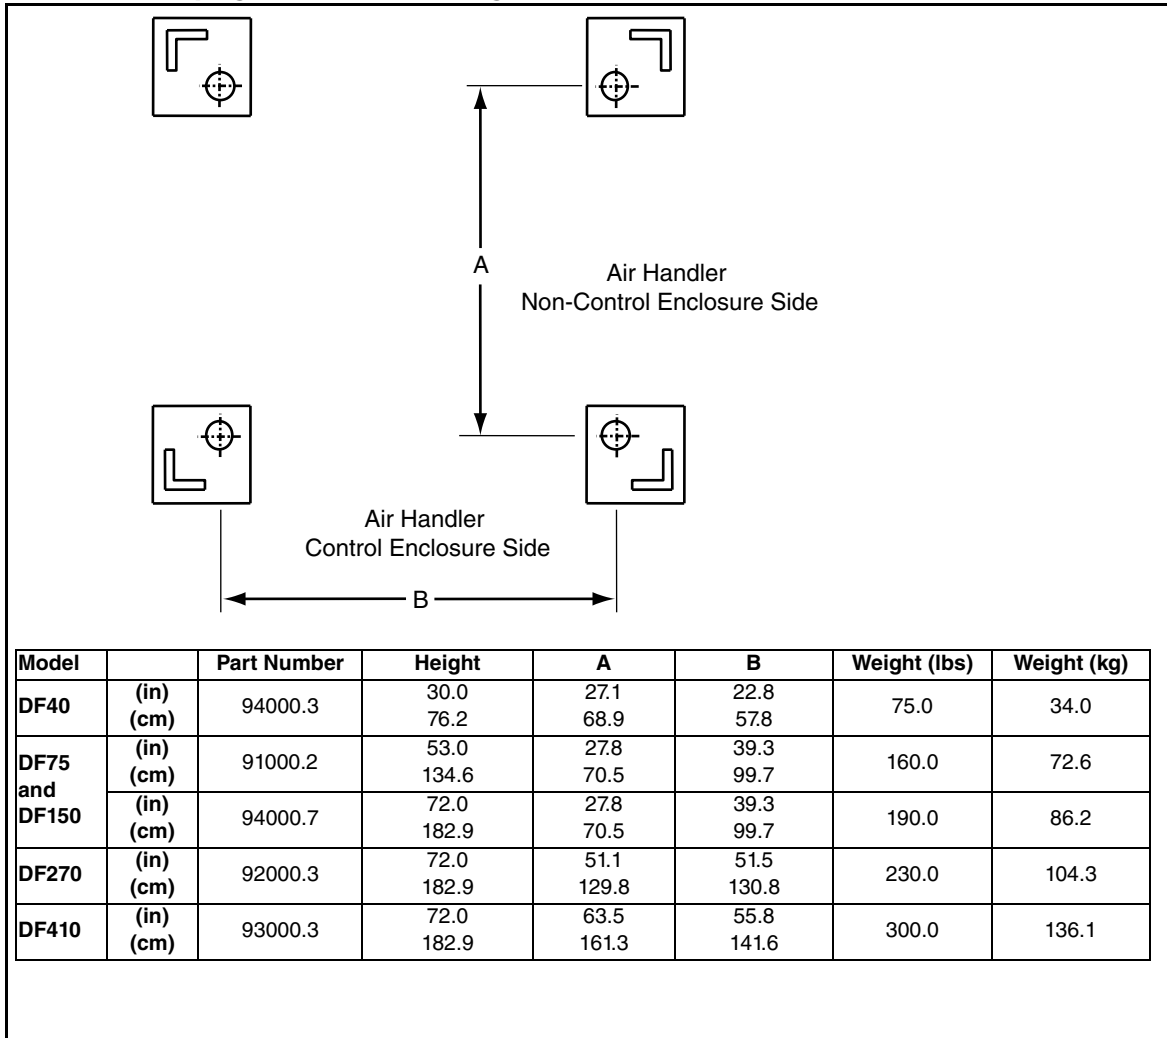 A
Air Handler
Non-Control Enclosure Side
Air Handler
Control Enclosure Side
B
Model Part Number Height A B Weight (lbs) Weight (kg)
DF40 (in) (cm) 94000.3 30.0 76.2 27.1 68.9 22.8 57.8 75.0 34.0
DF75 and DF150 (in) (cm) 91000.2 53.0 134.6 27.8 70.5 39.3 99.7 160.0 72.6
(in) (cm) 94000.7 72.0 182.9 27.8 70.5 39.3 99.7 190.0 86.2
DF270 (in) (cm) 92000.3 72.0 182.9 51.1 129.8 51.5 130.8 230.0 104.3
DF410 (in) (cm) 93000.3 72.0 182.9 63.5 161.3 55.8 141.6 300.0 136.1